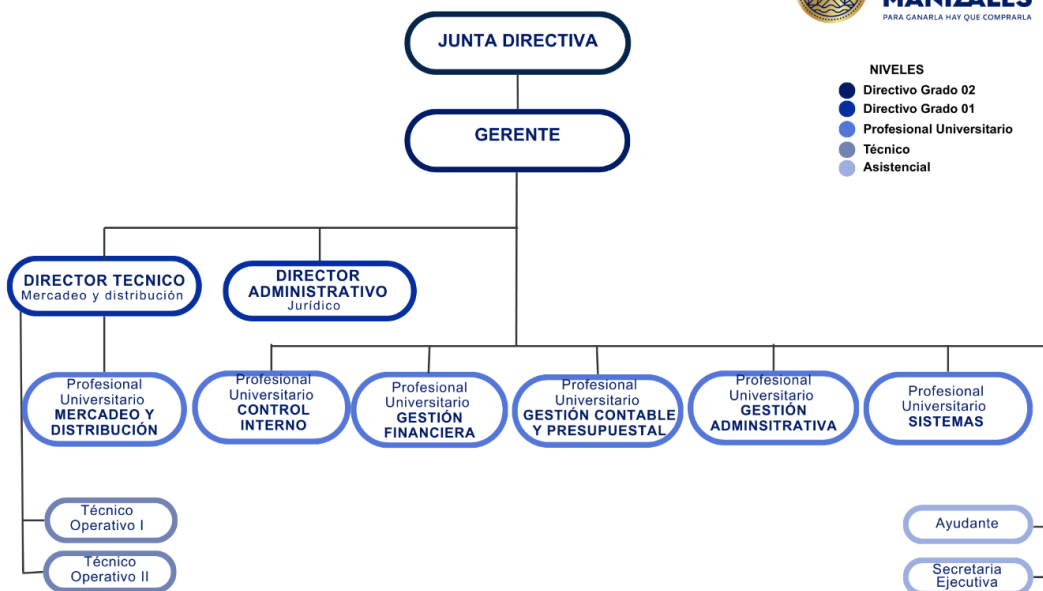 MANIZALES
PARA GANARLA HAY QUE COMPRARLA
JUNTA DIRECTIVA
GERENTE
NIVELES
Directivo Grado 02
Directivo Grado 01
Profesional Universitario
Técnico
Asistencial
DIRECTOR TECNICO
Mercadeo y distribución
DIRECTOR
ADMINISTRATIVO
Jurídico
Profesional
Universitario
MERCADEO Y
DISTRIBUCIÓN
Profesional
Universitario
CONTROL
INTERNO
Profesional
Universitario
GESTIÓN
FINANCIERA
Profesional
Universitario
GESTIÓN CONTABLE
Y PRESUPUESTAL
Profesional
Universitario
GESTIÓN
ADMINSITRATIVA
Profesional
Universitario
SISTEMAS
Técnico
Operativo I
Técnico
Operativo II
Ayudante
Secretaria
Ejecutiva